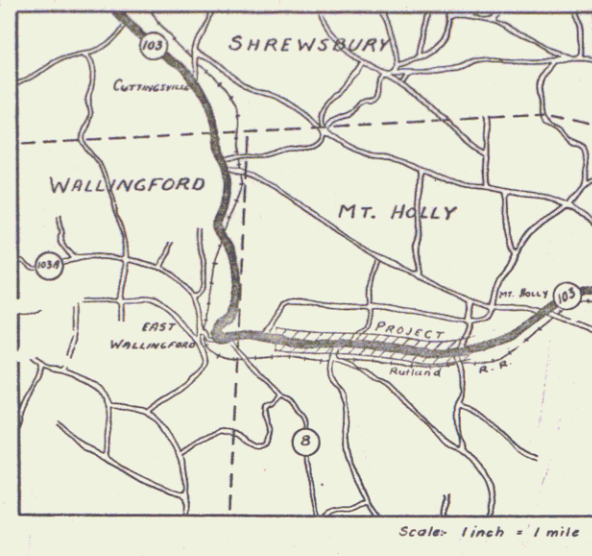 103
SHREWSBURY
CUTTINGSVILLE
WALLINGFORD
MT. HOLLY
103A
MT. HOLLY
103
EAST
WALLINGFORD
PROJECT
Rutland R.R.
8
Scale:- 1 inch = 1 mile